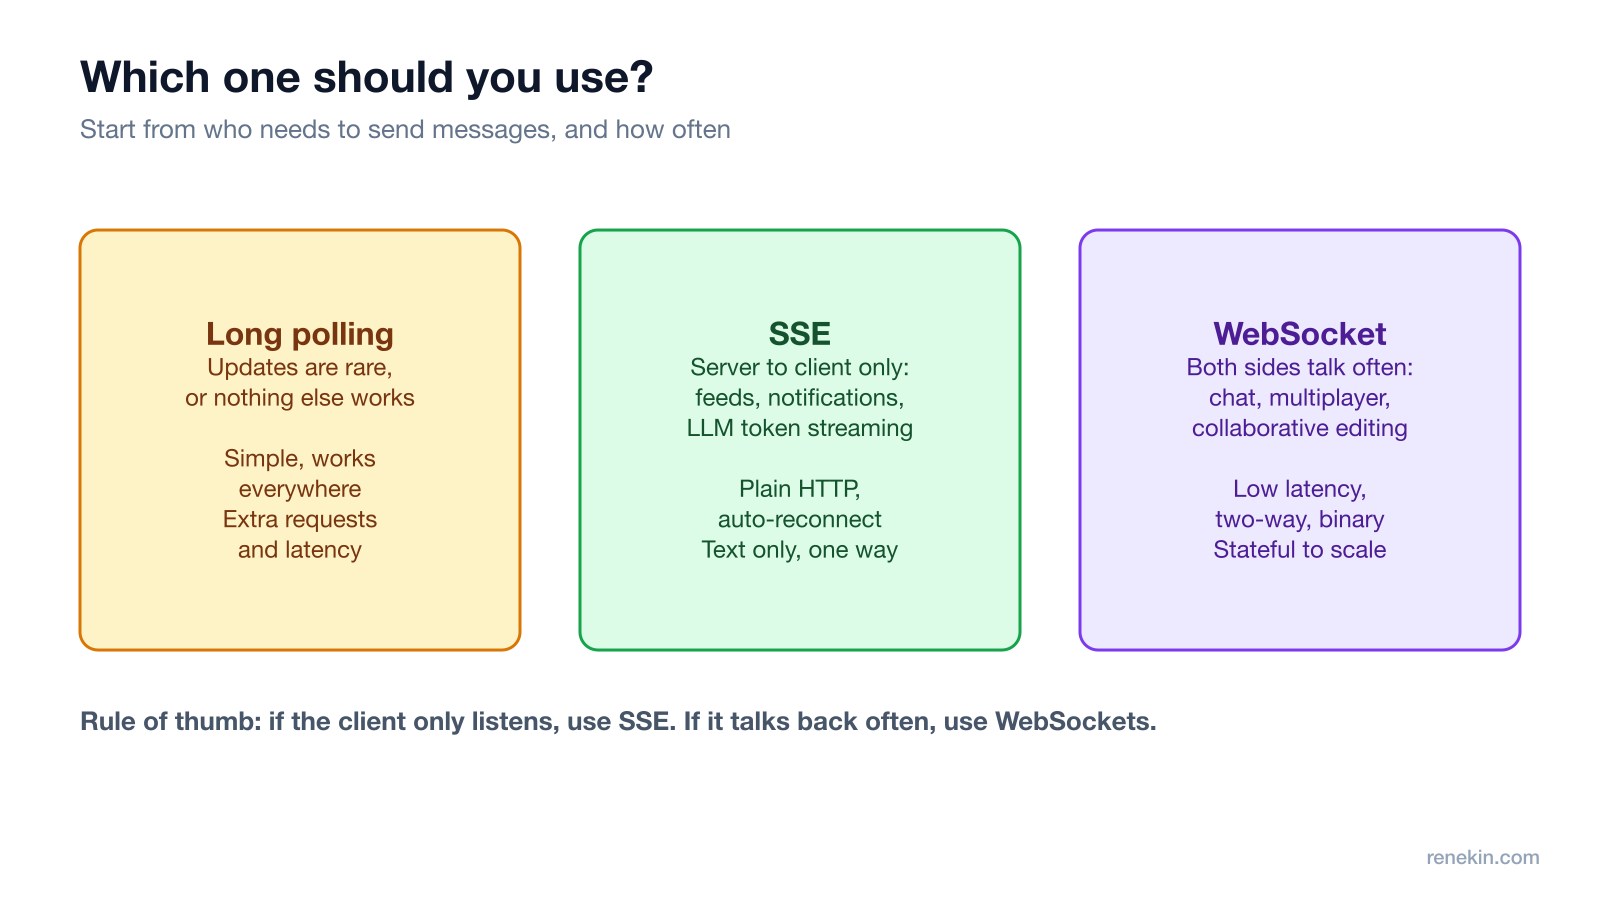 Which one should you use?
Start from who needs to send messages, and how often
Long polling
Updates are rare,
or nothing else works
Simple, works
everywhere
Extra requests
and latency
SSE
Server to client only:
feeds, notifications,
LLM token streaming
Plain HTTP,
auto-reconnect
Text only, one way
WebSocket
Both sides talk often:
chat, multiplayer,
collaborative editing
Low latency,
two-way, binary
Stateful to scale
Rule of thumb: if the client only listens, use SSE. If it talks back often, use WebSockets.
renekin.com